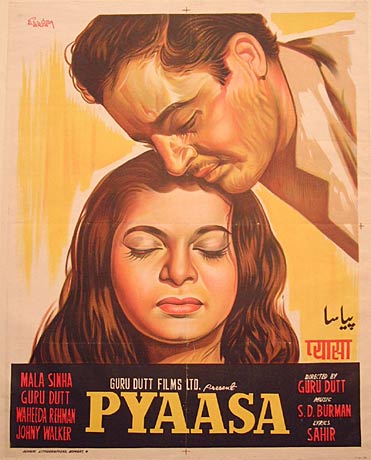 پیاسا
प्यासा
MALA SINHA
GURU DUTT
WAHEEDA REHMAN
JOHNY WALKER
GURU DUTT FILMS LTD. Present
PYAASA
DIRECTED BY
GURU DUTT
MUSIC
S. D. BURMAN
LYRICS
SAHIR